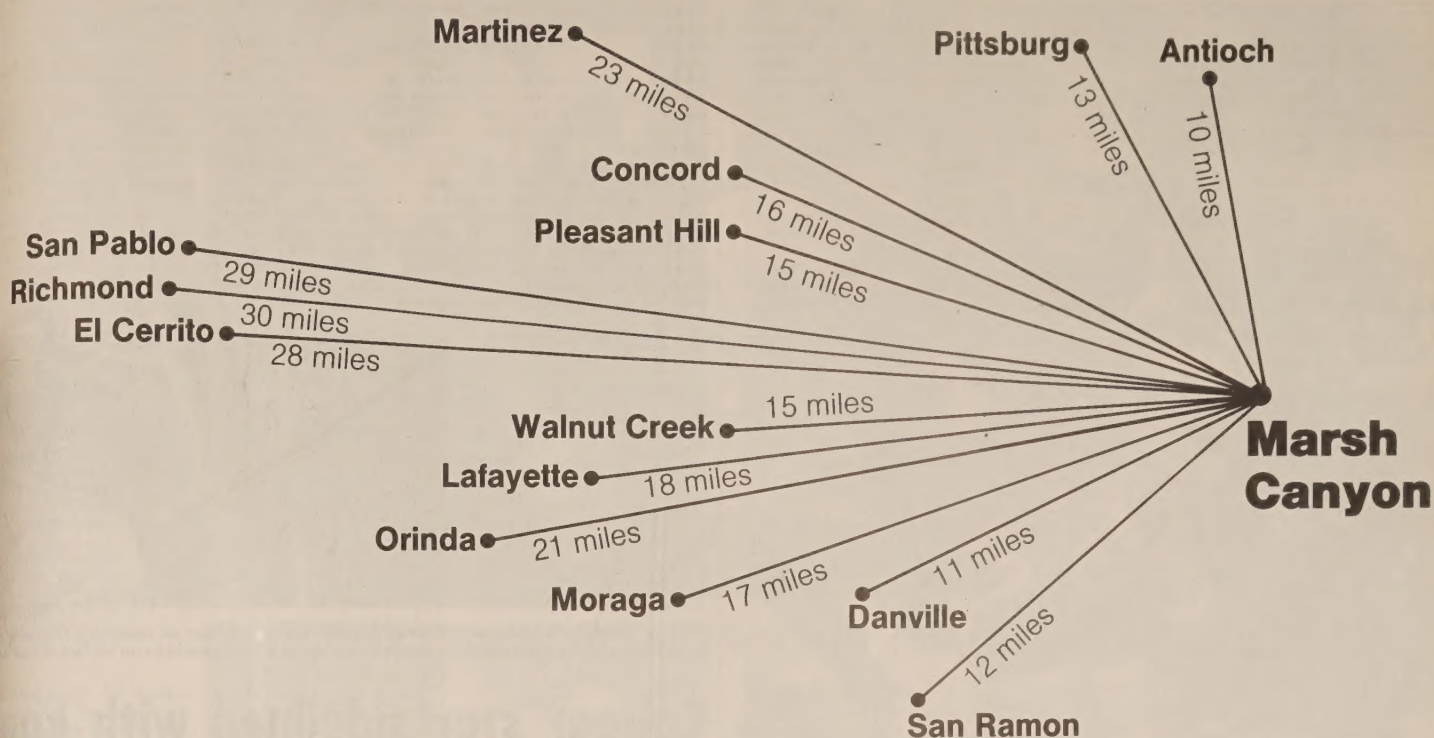 Martinez
23 miles
Pittsburg
13 miles
Antioch
10 miles
Concord
16 miles
Pleasant Hill
15 miles
San Pablo
29 miles
Richmond
30 miles
El Cerrito
28 miles
Walnut Creek
15 miles
Lafayette
18 miles
Orinda
21 miles
Moraga
17 miles
Danville
11 miles
San Ramon
12 miles
Marsh
Canyon